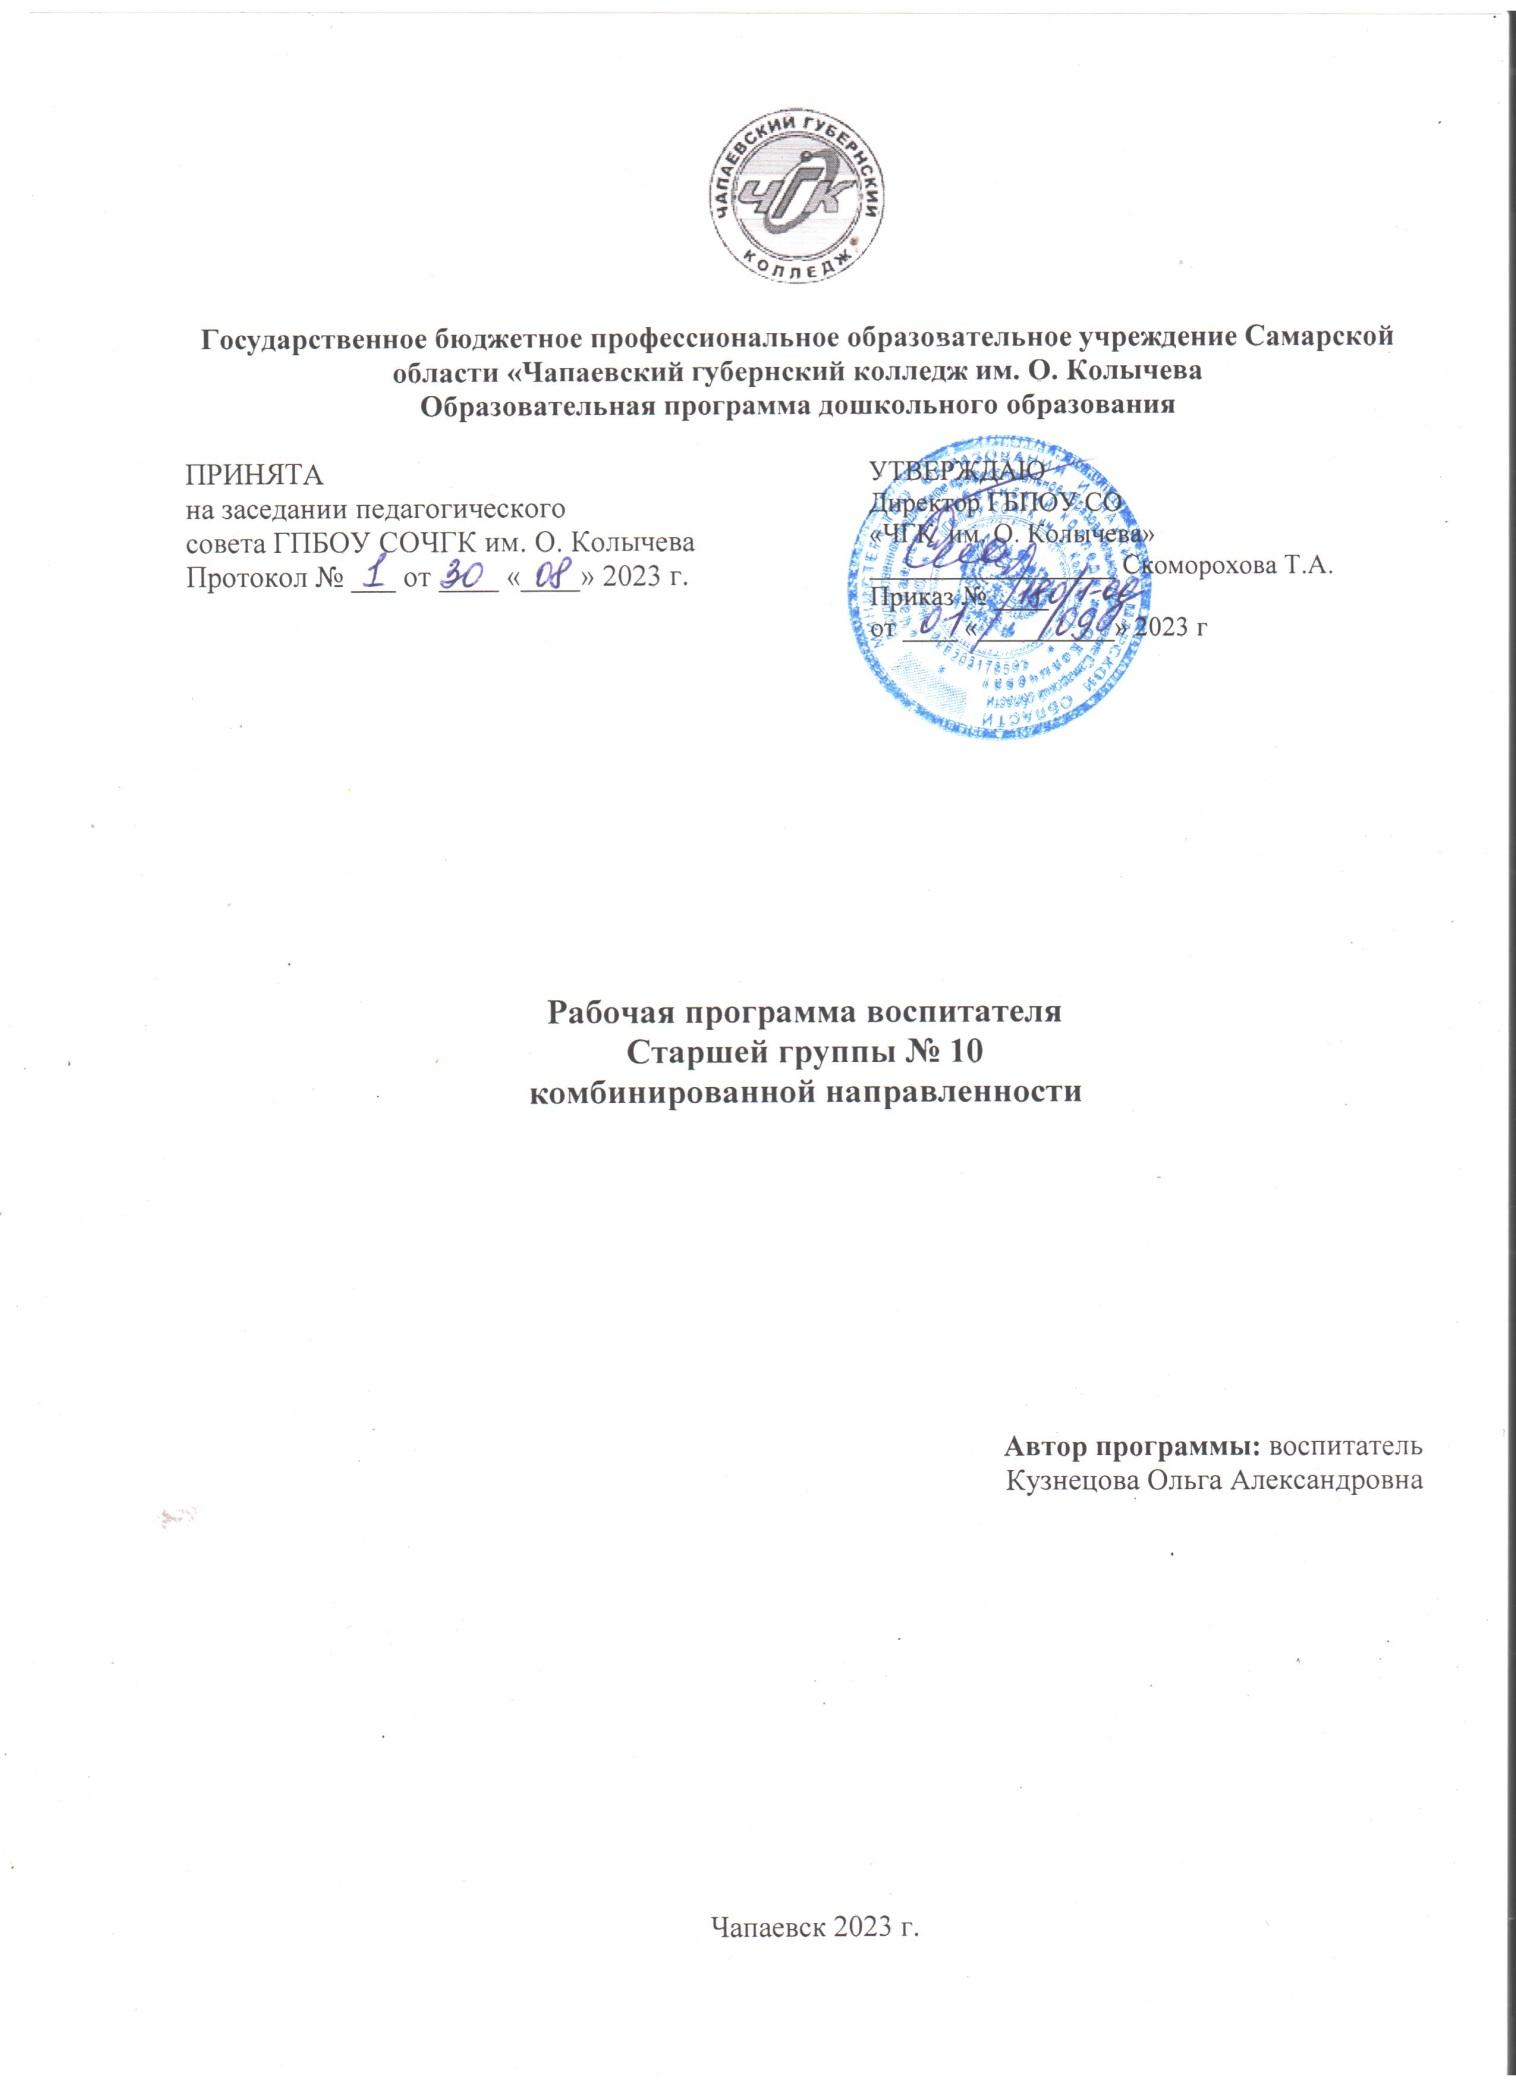 ЧАПАЕВСКИЙ ГУБЕРНСКИЙ
ЧГК
КОЛЛЕДЖ
Государственное бюджетное профессиональное образовательное учреждение Самарской
области «Чапаевский губернский колледж им. О. Колычева
Образовательная программа дошкольного образования
ПРИНЯТА
на заседании педагогического
совета ГПБОУ СОЧГК им. О. Колычева
Протокол № 1 от 30 «08» 2023 г.
УТВЕРЖДАЮ
Директор ГБПОУ СО
«ЧГК им. О. Колычева»
Скоморохова Т.А.
Приказ №
от 01 « 09 » 2023 г
Рабочая программа воспитателя
Старшей группы № 10
комбинированной направленности
Автор программы: воспитатель
Кузнецова Ольга Александровна
Чапаевск 2023 г.